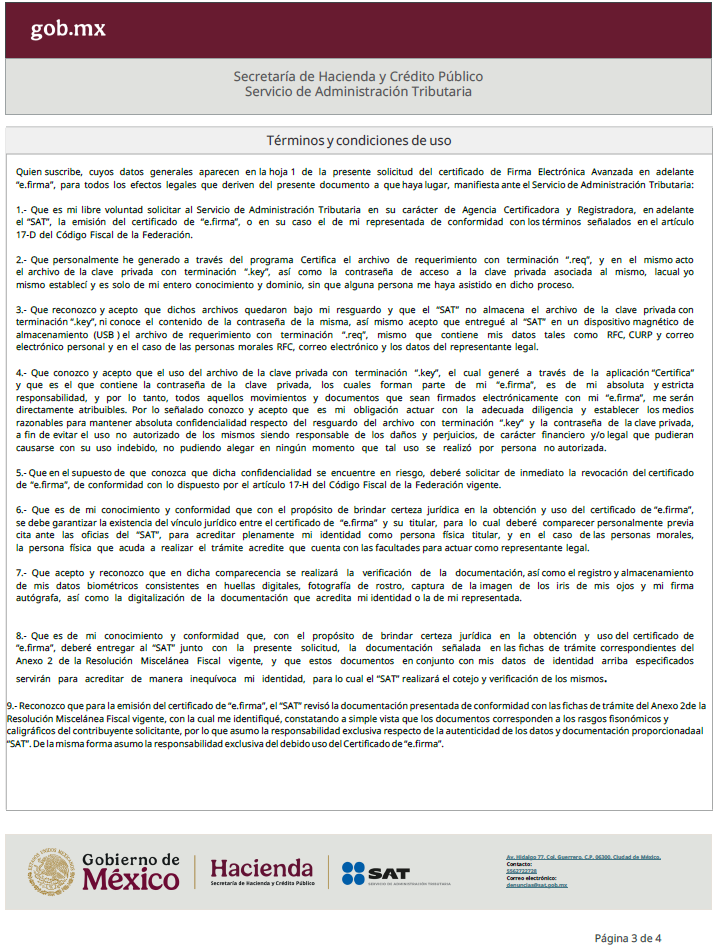 gob.mx
Secretaría de Hacienda y Crédito Público
Servicio de Administración Tributaria
Términos y condiciones de uso
Quien suscribe, cuyos datos generales aparecen en la hoja 1 de la presente solicitud del certificado de Firma Electrónica Avanzada en adelante
“e.firma”, para todos los efectos legales que deriven del presente documento a que haya lugar, manifiesta ante el Servicio de Administración Tributaria:
1.- Que es mi libre voluntad solicitar al Servicio de Administración Tributaria en su carácter de Agencia Certificadora y Registradora, en adelante
el “SAT”, la emisión del certificado de “e.firma”, o en su caso el de mi representada de conformidad con los términos señalados en el artículo
17-D del Código Fiscal de la Federación.
2.- Que personalmente he generado a través del programa Certifica el archivo de requerimiento con terminación “.req”, y en el mismo acto
el archivo de la clave privada con terminación “.key”, así como la contraseña de acceso a la clave privada asociada al mismo, lacual yo
mismo establecí y es solo de mi entero conocimiento y dominio, sin que alguna persona me haya asistido en dicho proceso.
3.- Que reconozco y acepto que dichos archivos quedaron bajo mi resguardo y que el “SAT” no almacena el archivo de la clave privada con
terminación “.key”, ni conoce el contenido de la contraseña de la misma, así mismo acepto que entregué al “SAT” en un dispositivo magnético de
almacenamiento (USB ) el archivo de requerimiento con terminación “.req”, mismo que contiene mis datos tales como RFC, CURP y correo
electrónico personal y en el caso de las personas morales RFC, correo electrónico y los datos del representante legal.
4.- Que conozco y acepto que el uso del archivo de la clave privada con terminación “.key”, el cual generé a través de la aplicación “Certifica”
y que es el que contiene la contraseña de la clave privada, los cuales forman parte de mi “e.firma”, es de mi absoluta y estricta
responsabilidad, y por lo tanto, todos aquellos movimientos y documentos que sean firmados electrónicamente con mi “e.firma”, me serán
directamente atribuibles. Por lo señalado conozco y acepto que es mi obligación actuar con la adecuada diligencia y establecer los medios
razonables para mantener absoluta confidencialidad respecto del resguardo del archivo con terminación “.key” y la contraseña de la clave privada,
a fin de evitar el uso no autorizado de los mismos siendo responsable de los daños y perjuicios, de carácter financiero y/o legal que pudieran
causarse con su uso indebido, no pudiendo alegar en ningún momento que tal uso se realizó por persona no autorizada.
5.- Que en el supuesto de que conozca que dicha confidencialidad se encuentre en riesgo, deberé solicitar de inmediato la revocación del certificado
de “e.firma”, de conformidad con lo dispuesto por el artículo 17-H del Código Fiscal de la Federación vigente.
6.- Que es de mi conocimiento y conformidad que con el propósito de brindar certeza jurídica en la obtención y uso del certificado de “e.firma”,
se debe garantizar la existencia del vínculo jurídico entre el certificado de “e.firma” y su titular, para lo cual deberé comparecer personalmente previa
cita ante las oficias del “SAT”, para acreditar plenamente mi identidad como persona física titular, y en el caso de las personas morales,
la persona física que acuda a realizar el trámite acredite que cuenta con las facultades para actuar como representante legal.
7.- Que acepto y reconozco que en dicha comparecencia se realizará la verificación de la documentación, así como el registro y almacenamiento
de mis datos biométricos consistentes en huellas digitales, fotografía de rostro, captura de la imagen de los iris de mis ojos y mi firma
autógrafa, así como la digitalización de la documentación que acredita mi identidad o la de mi representada.
8.- Que es de mi conocimiento y conformidad que, con el propósito de brindar certeza jurídica en la obtención y uso del certificado de
“e.firma”, deberé entregar al “SAT” junto con la presente solicitud, la documentación señalada en las fichas de trámite correspondientes del
Anexo 2 de la Resolución Miscelánea Fiscal vigente, y que estos documentos en conjunto con mis datos de identidad arriba especificados
servirán para acreditar de manera inequívoca mi identidad, para lo cual el “SAT” realizará el cotejo y verificación de los mismos.
9.- Reconozco que para la emisión del certificado de “e.firma”, el “SAT” revisó la documentación presentada de conformidad con las fichas de trámite del Anexo 2de la
Resolución Miscelánea Fiscal vigente, con la cual me identifiqué, constatando a simple vista que los documentos corresponden a los rasgos fisonómicos y
caligráficos del contribuyente solicitante, por lo que asumo la responsabilidad exclusiva respecto de la autenticidad de los datos y documentación proporcionadaal
“SAT”. De la misma forma asumo la responsabilidad exclusiva del debido uso del Certificado de “e.firma”.
Gobierno de
México
Hacienda
Secretaría de Hacienda y Crédito Público
SAT
SERVICIO DE ADMINISTRACIÓN TRIBUTARIA
Av. Hidalgo 77, Col. Guerrero, C.P. 06300, Ciudad de México.
Contacto:
5562722728
Correo electrónico:
denuncias@sat.gob.mx
Página 3 de 4